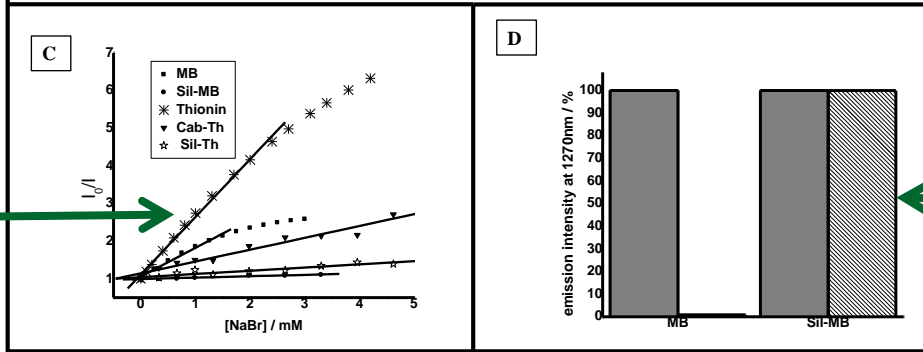 C
7
6
5
4
3
2
1
I0/I
MB
Sil-MB
Thionin
Cab-Th
Sil-Th
0 1 2 3 4 5
[NaBr] / mM
D
emission intensity at 1270nm / %
100
90
80
70
60
50
40
30
20
10
0
MB Sil-MB